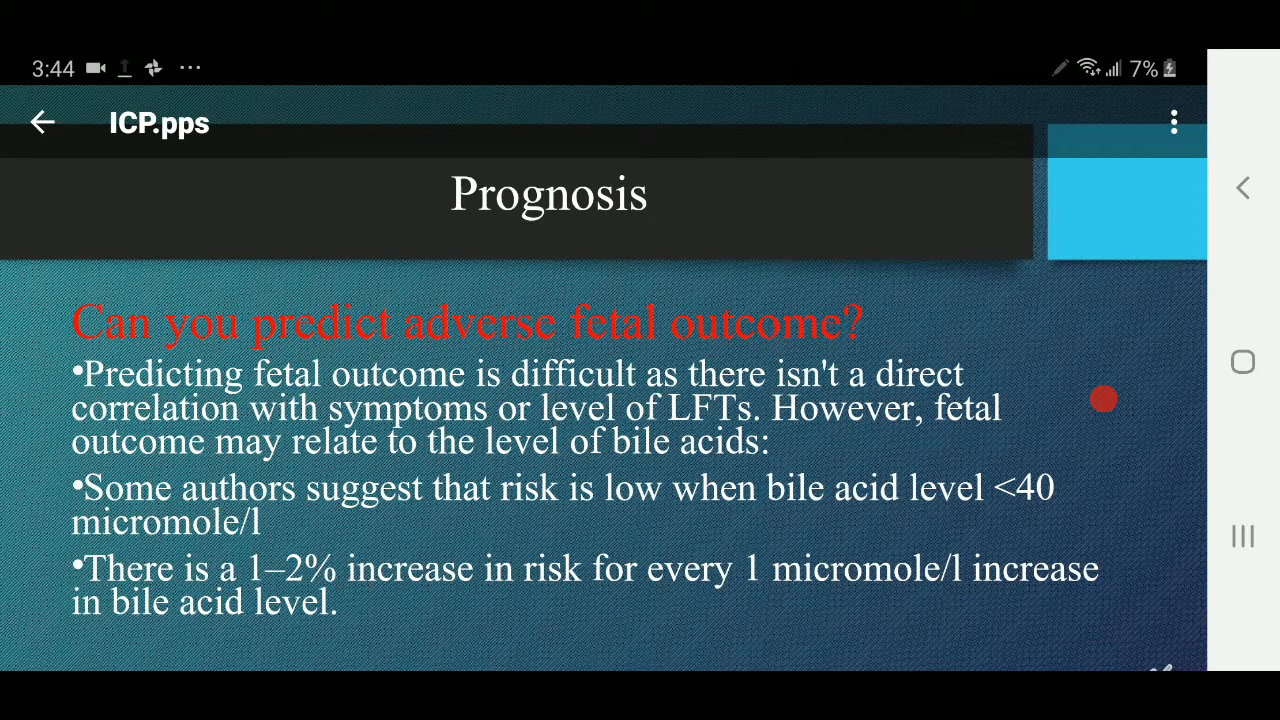 3:44
7%
ICP.pps
Prognosis
Can you predict adverse fetal outcome?
•Predicting fetal outcome is difficult as there isn't a direct
correlation with symptoms or level of LFTs. However, fetal
outcome may relate to the level of bile acids:
•Some authors suggest that risk is low when bile acid level <40
micromole/l
•There is a 1–2% increase in risk for every 1 micromole/l increase
in bile acid level.